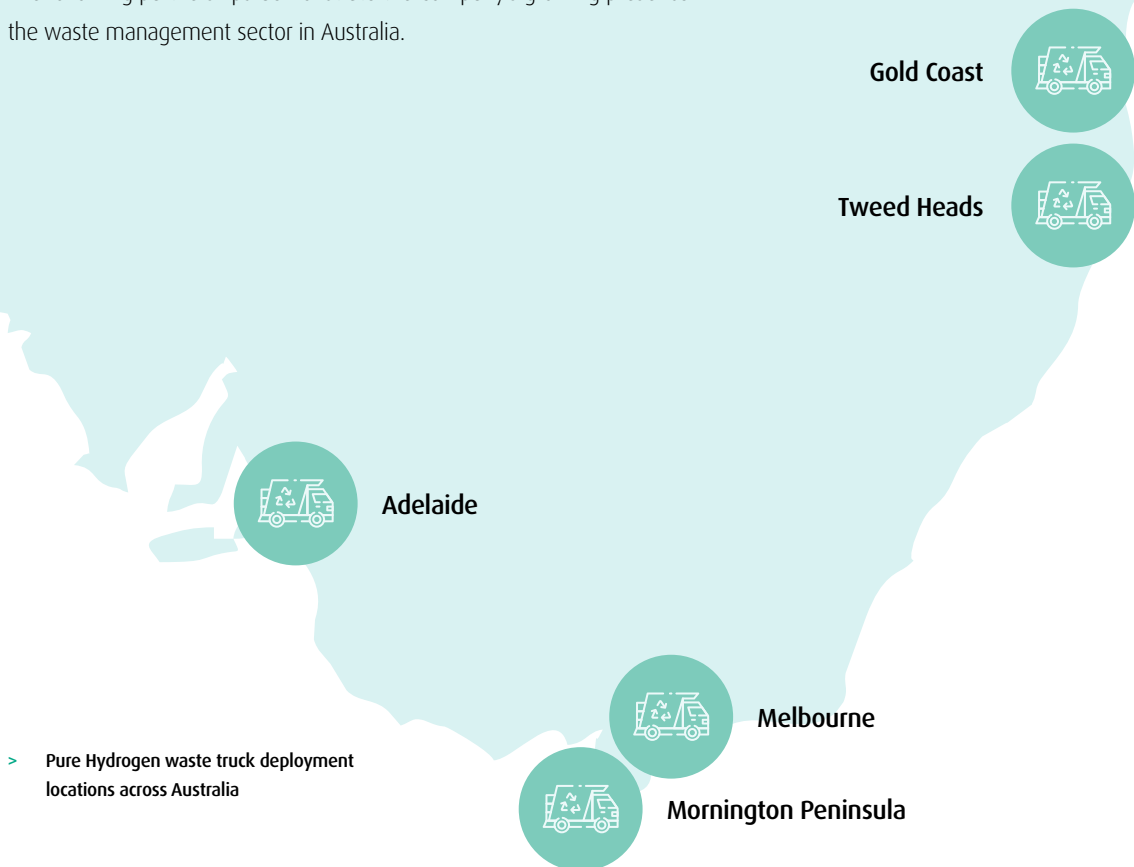 the waste management sector in Australia.
Gold Coast
Tweed Heads
Adelaide
Melbourne
> Pure Hydrogen waste truck deployment
locations across Australia
Mornington Peninsula